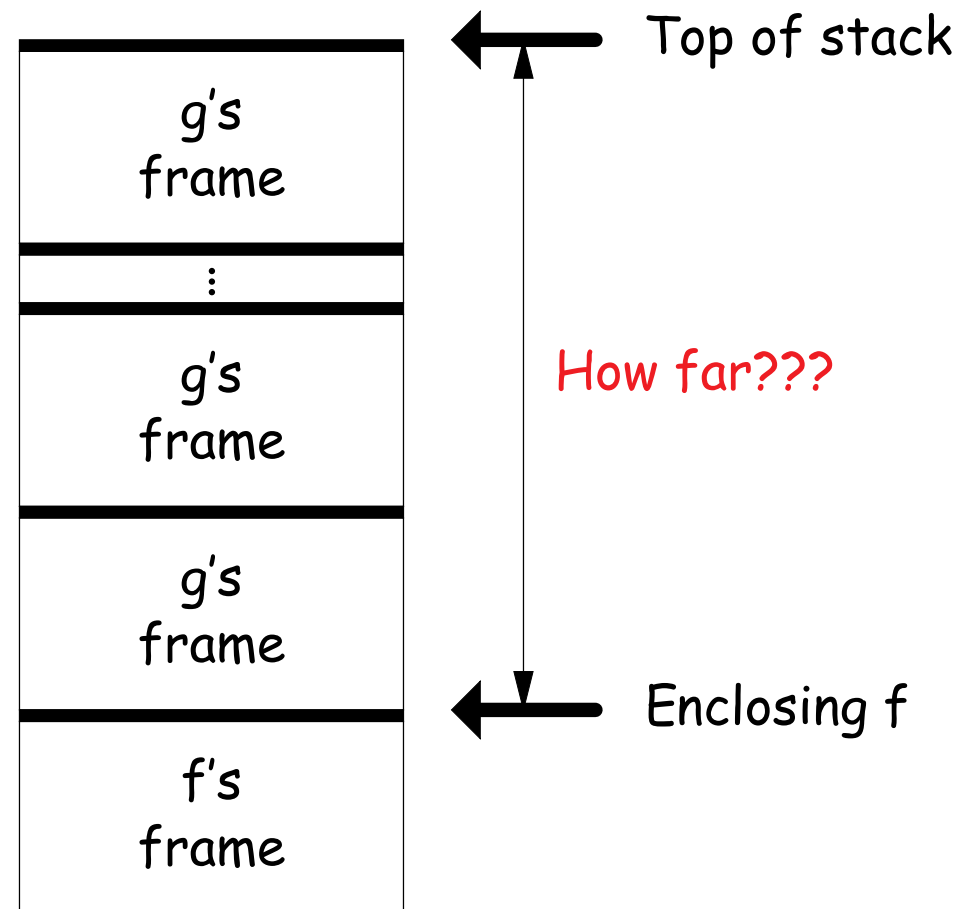 Top of stack
g's
frame
⋮
g's
frame
How far???
g's
frame
Enclosing f
f's
frame